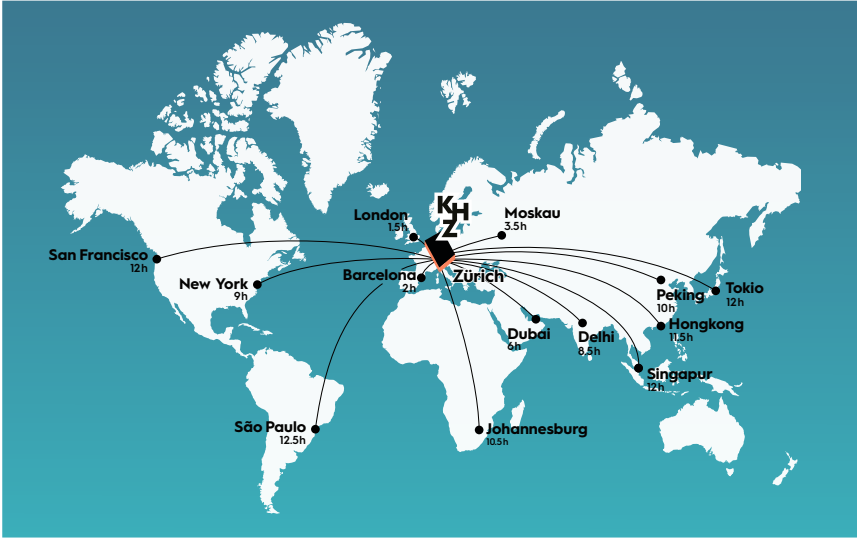 KH
Z
London
1.5h
Moskau
3.5h
San Francisco
12h
New York
9h
Barcelona
2h
Zürich
Peking
10h
Tokio
12h
Dubai
6h
Delhi
8.5h
Hongkong
11.5h
Singapur
12h
São Paulo
12.5h
Johannesburg
10.5h